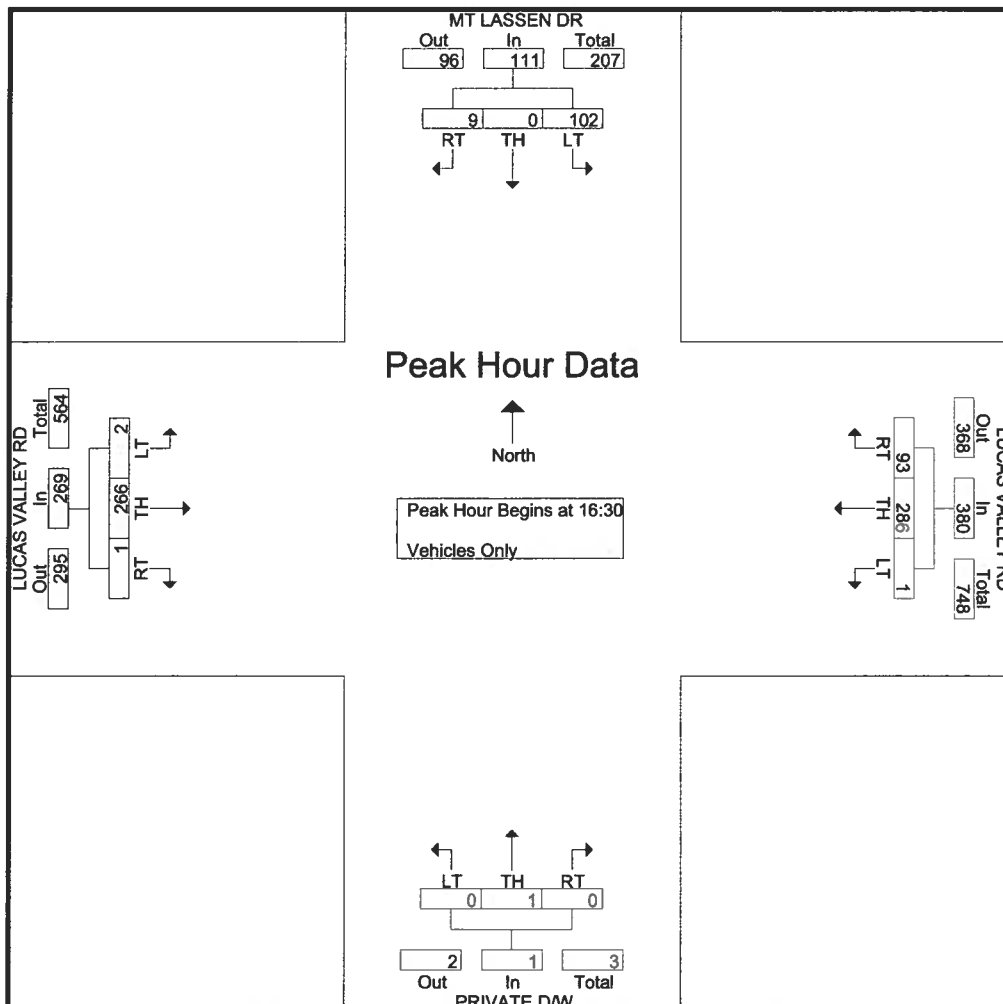 MT LASSEN DR
Out In Total
96 111 207
9 0 102
RT TH LT
Peak Hour Data
North
Peak Hour Begins at 16:30
Vehicles Only
LUCAS VALLEY RD
Total In Out
564 269 295
2 266 1
LT TH RT
RT TH LT
93 286 1
368 380 748
Out In Total
LUCAS VALLEY RD
LT TH RT
0 1 0
2 1 3
Out In Total
PRIVATE D/W